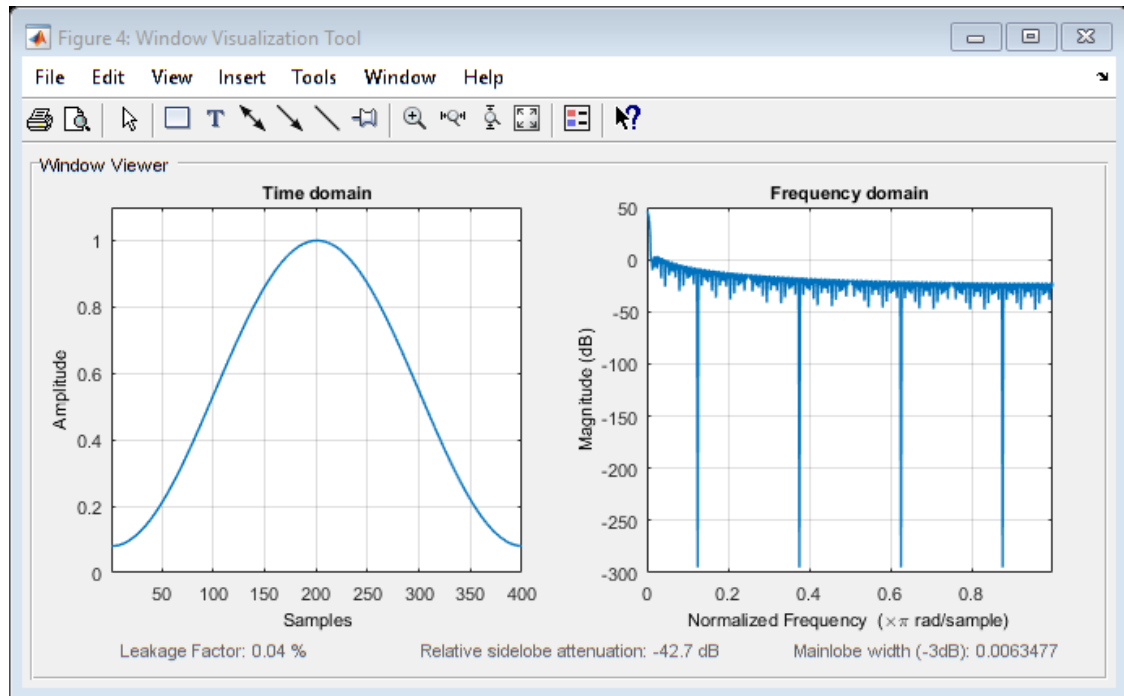 Figure 4: Window Visualization Tool
File Edit View Insert Tools Window Help
T
Window Viewer
Time domain
1
0.8
0.6
0.4
0.2
0
Amplitude
50 100 150 200 250 300 350 400
Samples
Frequency domain
50
0
-50
-100
-150
-200
-250
-300
Magnitude (dB)
0 0.2 0.4 0.6 0.8
Normalized Frequency (×π rad/sample)
Leakage Factor: 0.04 % Relative sidelobe attenuation: -42.7 dB Mainlobe width (-3dB): 0.0063477